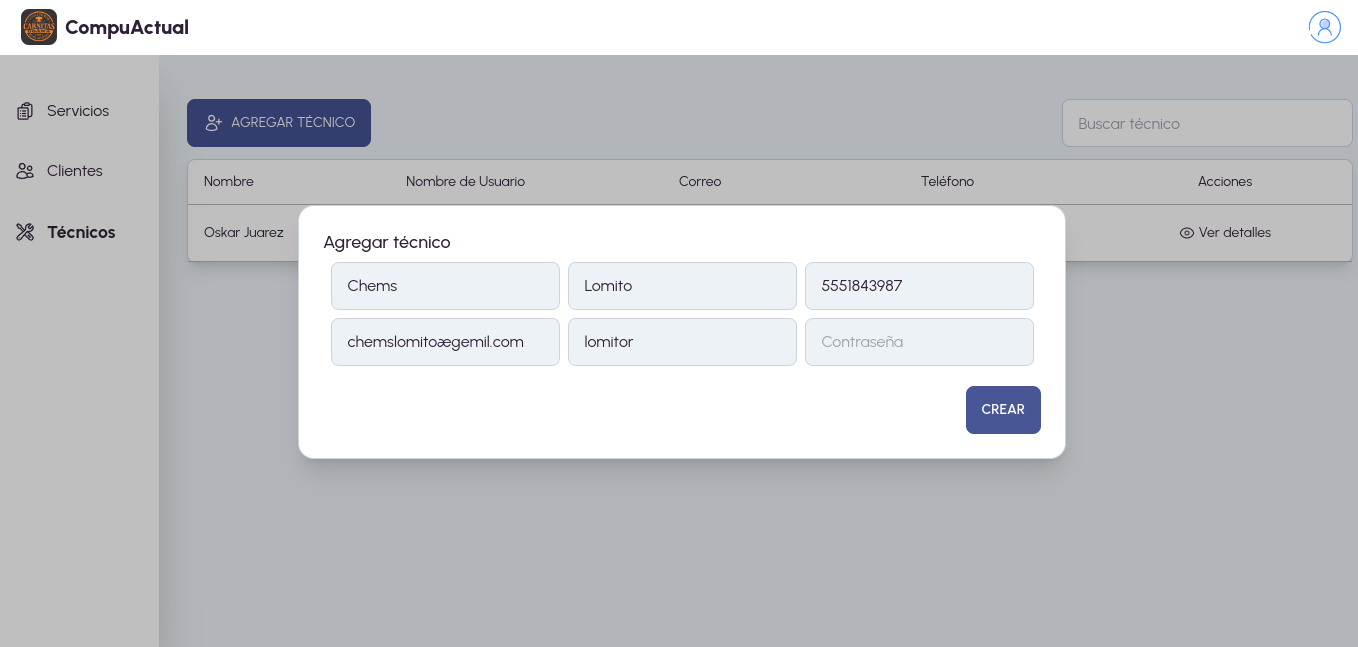 CARNITAS
CompuActual
Servicios
Clientes
Técnicos
AGREGAR TÉCNICO
Buscar técnico
Nombre Nombre de Usuario Correo Teléfono Acciones
Oskar Juarez Ver detalles
Agregar técnico
Chems Lomito 5551843987
chemslomitoægemil.com lomitor Contraseña
CREAR